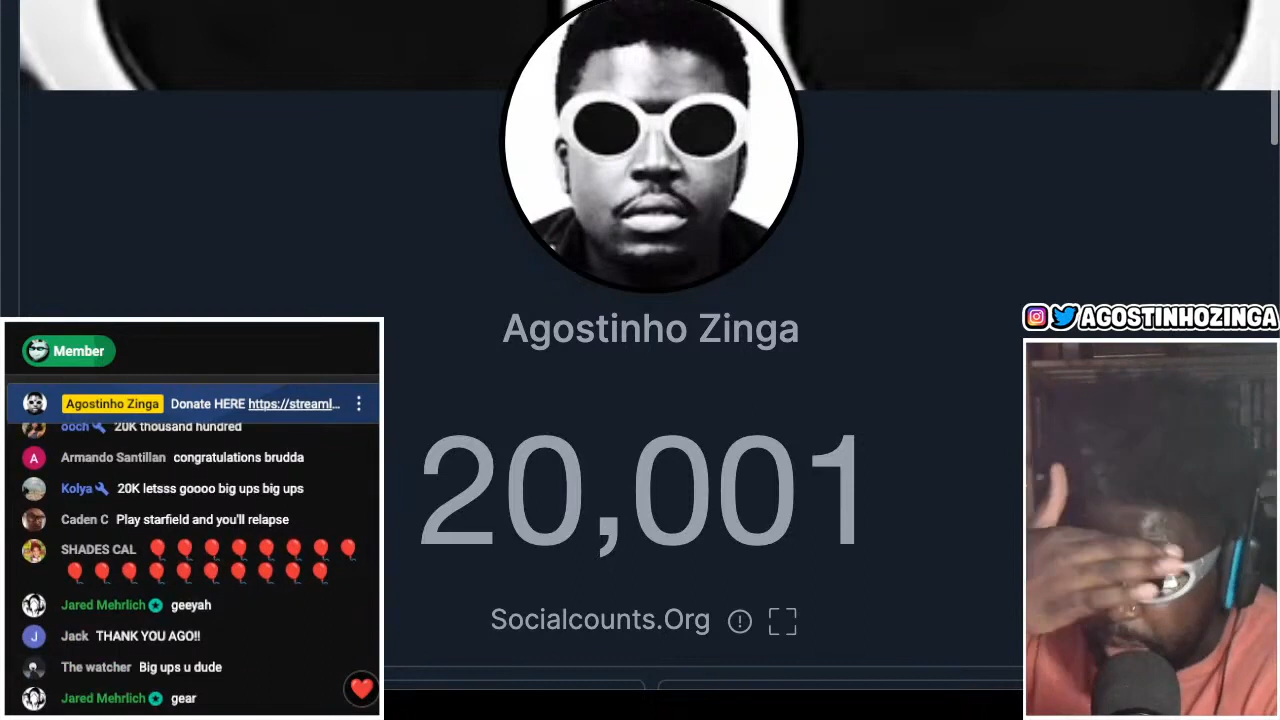 Agostinho Zinga
20,001
Socialcounts.Org
AGOSTINHOZINGA
Member
Agostinho Zinga Donate HERE https://streaml...
ooch 20K thousand hundred
A Armando Santillan congratulations brudda
Kolya 20K letsss goooo big ups big ups
Caden C Play starfield and you'll relapse
SHADES CAL
Jared Mehrlich geeyah
J Jack THANK YOU AGO!!
The watcher Big ups u dude
Jared Mehrlich gear